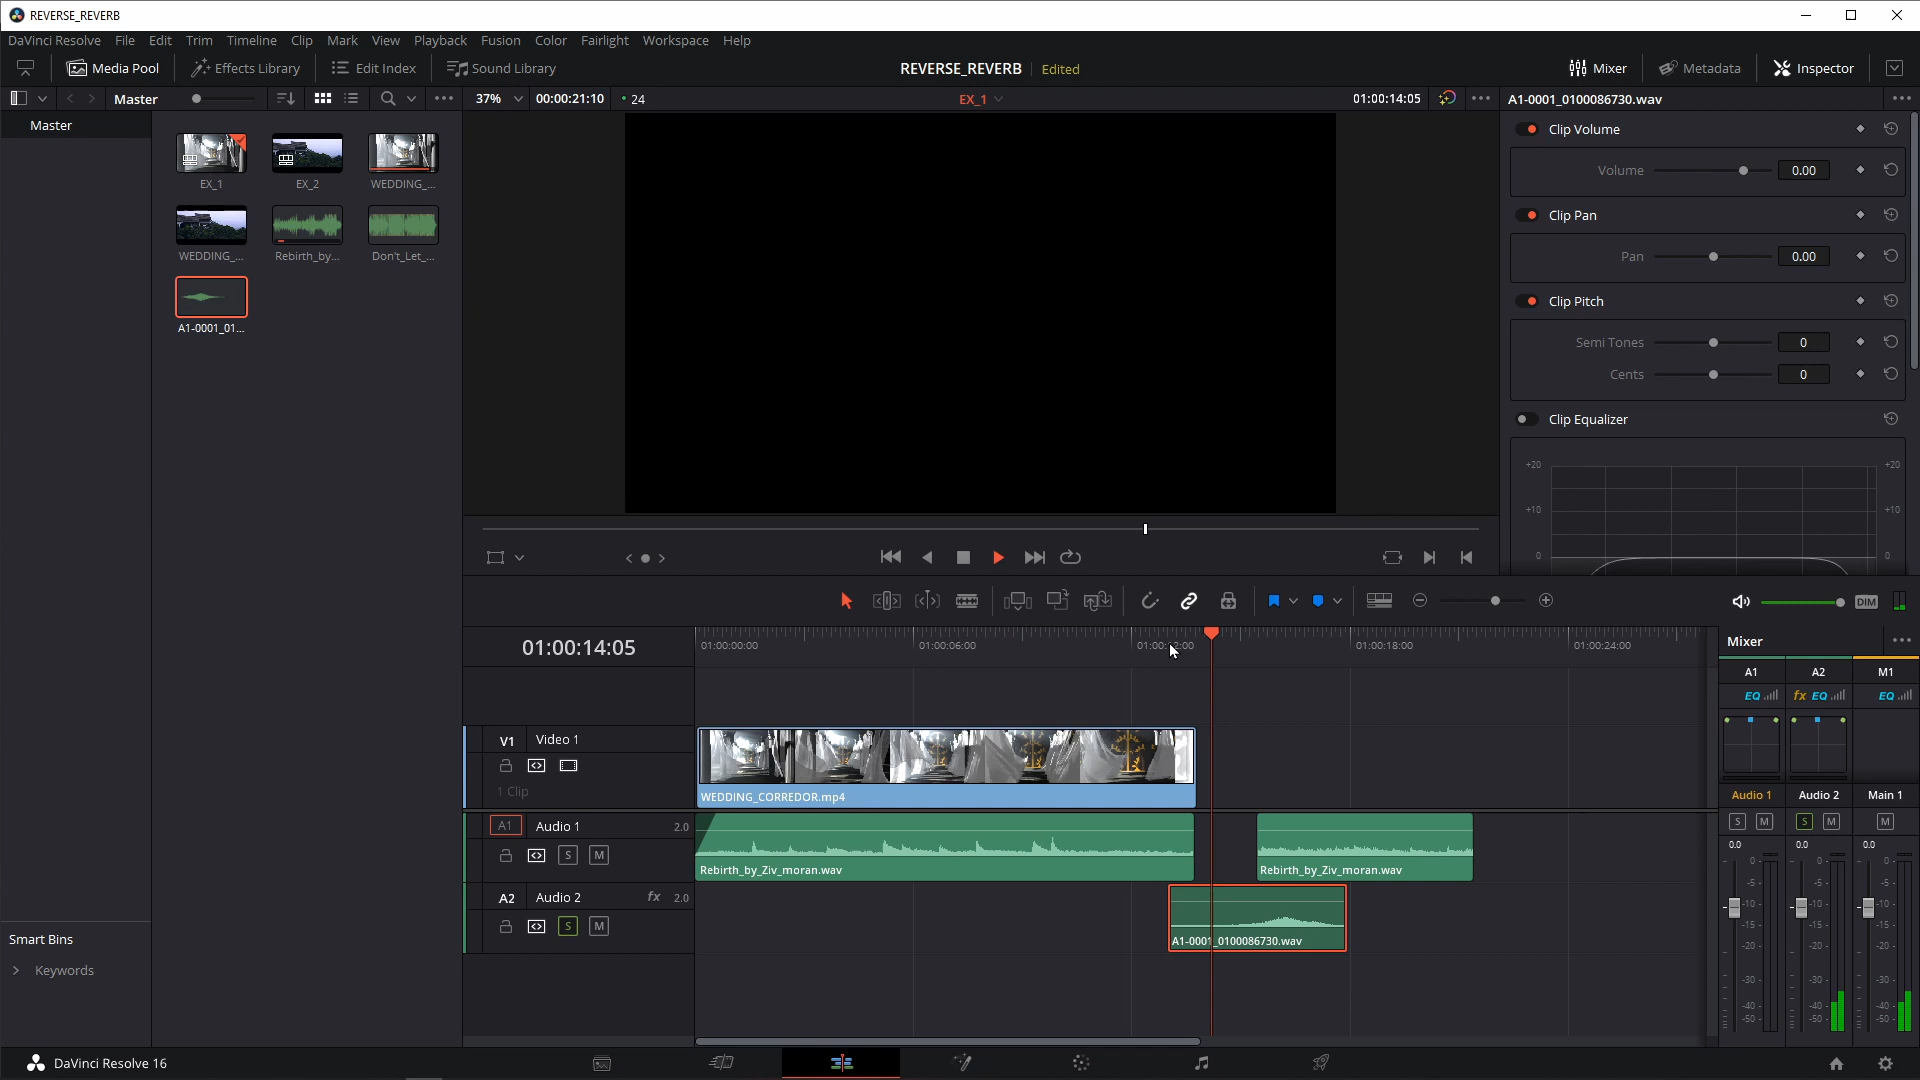 REVERSE_REVERB
DaVinci Resolve File Edit Trim Timeline Clip Mark View Playback Fusion Color Fairlight Workspace Help
Media Pool Effects Library Edit Index Sound Library REVERSE_REVERB Edited Mixer Metadata Inspector
Master 37% 00:00:21:10 24 EX_1 01:00:14:05 A1-0001_0100086730.wav
Master
EX_1 EX_2 WEDDING_...
WEDDING_... Rebirth_by... Don't_Let_...
A1-0001_01...
Clip Volume
Volume 0.00
Clip Pan
Pan 0.00
Clip Pitch
Semi Tones 0
Cents 0
Clip Equalizer
+20 +20
+10 +10
0 0
DIM
01:00:14:05
01:00:00:00 01:00:06:00 01:00:18:00 01:00:24:00
V1 Video 1
1 Clip
WEDDING_CORREDOR.mp4
A1 Audio 1 2.0
S M
Rebirth_by_Ziv_moran.wav Rebirth_by_Ziv_moran.wav
A2 Audio 2 fx 2.0
S M
A1-0001_0100086730.wav
Mixer
A1 A2 M1
EQ fx EQ EQ
Audio 1 Audio 2 Main 1
S M S M M
0.0 0.0 0.0
0 0 0
-5 -5 -5
-10 -10 -10
-15 -15 -15
-20 -20 -20
-30 -30 -30
-40 -40 -40
-50 -50 -50
Smart Bins
Keywords
DaVinci Resolve 16